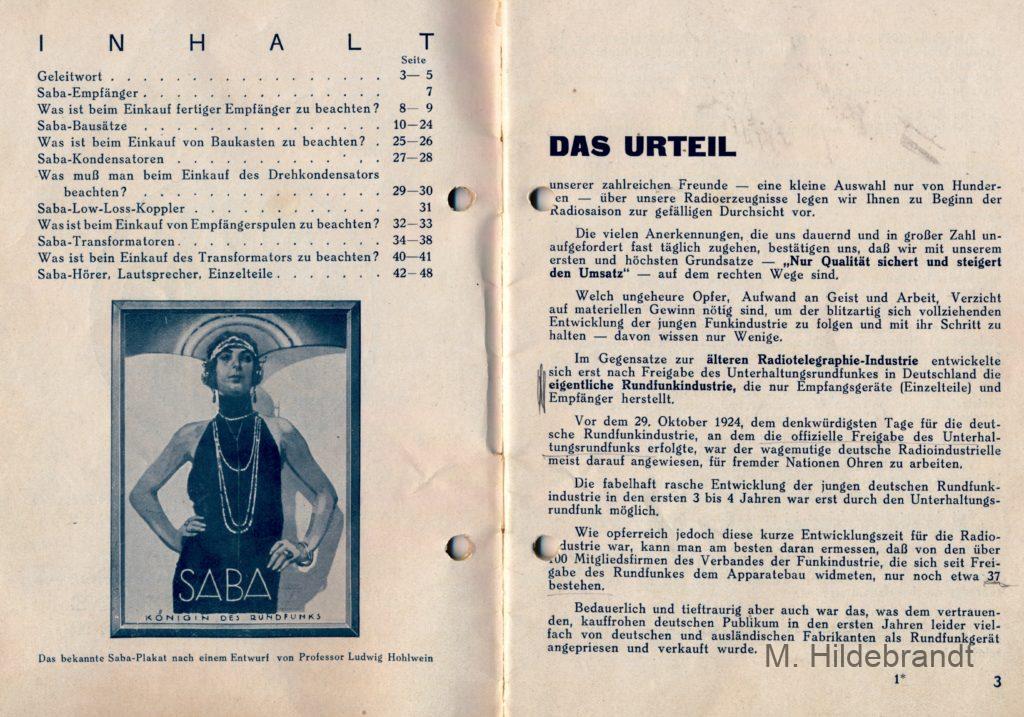 INHALT
Seite
Geleitwort . . . . . . . . . . . . . . . . . 3— 5
Saba-Empfänger . . . . . . . . . . . . . . . 7
Was ist beim Einkauf fertiger Empfänger zu beachten? 8— 9
Saba-Bausätze . . . . . . . . . . . . . . . 10—24
Was ist beim Einkauf von Baukasten zu beachten? . 25—26
Saba-Kondensatoren . . . . . . . . . . . . . 27—28
Was muß man beim Einkauf des Drehkondensators
beachten? . . . . . . . . . . . . . . . . 29—30
Saba-Low-Loss-Koppler . . . . . . . . . . . . 31
Was ist beim Einkauf von Empfängerspulen zu beachten? 32—33
Saba-Transformatoren . . . . . . . . . . . . . 34—38
Was ist bein Einkauf des Transformators zu beachten? 40—41
Saba-Hörer, Lautsprecher, Einzelteile . . . . . . . 42—48
SABA
KÖNIGIN DES RUNDFUNKS
Das bekannte Saba-Plakat nach einem Entwurf von Professor Ludwig Hohlwein
DAS URTEIL
unserer zahlreichen Freunde — eine kleine Auswahl nur von Hunder-
en — über unsere Radioerzeugnisse legen wir Ihnen zu Beginn der
Radiosaison zur gefälligen Durchsicht vor.
Die vielen Anerkennungen, die uns dauernd und in großer Zahl un-
aufgefordert fast täglich zugehen, bestätigen uns, daß wir mit unserem
ersten und höchsten Grundsatze — „Nur Qualität sichert und steigert
den Umsatz“ — auf dem rechten Wege sind.
Welch ungeheure Opfer, Aufwand an Geist und Arbeit, Verzicht
auf materiellen Gewinn nötig sind, um der blitzartig sich vollziehenden
Entwicklung der jungen Funkindustrie zu folgen und mit ihr Schritt zu
halten — davon wissen nur Wenige.
Im Gegensatze zur älteren Radiotelegraphie-Industrie entwickelte
sich erst nach Freigabe des Unterhaltungsrundfunkes in Deutschland die
eigentliche Rundfunkindustrie, die nur Empfangsgeräte (Einzelteile) und
Empfänger herstellt.
Vor dem 29. Oktober 1924, dem denkwürdigsten Tage für die deut-
sche Rundfunkindustrie, an dem die offizielle Freigabe des Unterhal-
tungsrundfunks erfolgte, war der wagemutige deutsche Radioindustrielle
meist darauf angewiesen, für fremder Nationen Ohren zu arbeiten.
Die fabelhaft rasche Entwicklung der jungen deutschen Rundfunk-
industrie in den ersten 3 bis 4 Jahren war erst durch den Unterhaltungs-
rundfunk möglich.
Wie opferreich jedoch diese kurze Entwicklungszeit für die Radio-
dustrie war, kann man am besten daran ermessen, daß von den über
100 Mitgliedsfirmen des Verbandes der Funkindustrie, die sich seit Frei-
gabe des Rundfunkes dem Apparatebau widmeten, nur noch etwa 37
bestehen.
Bedauerlich und tieftraurig aber auch war das, was dem vertrauen-
den, kauffrohen deutschen Publikum in den ersten Jahren leider viel-
fach von deutschen und ausländischen Fabrikanten als Rundfunkgerät
angepriesen und verkauft wurde.
M. Hildebrandt
1*
3